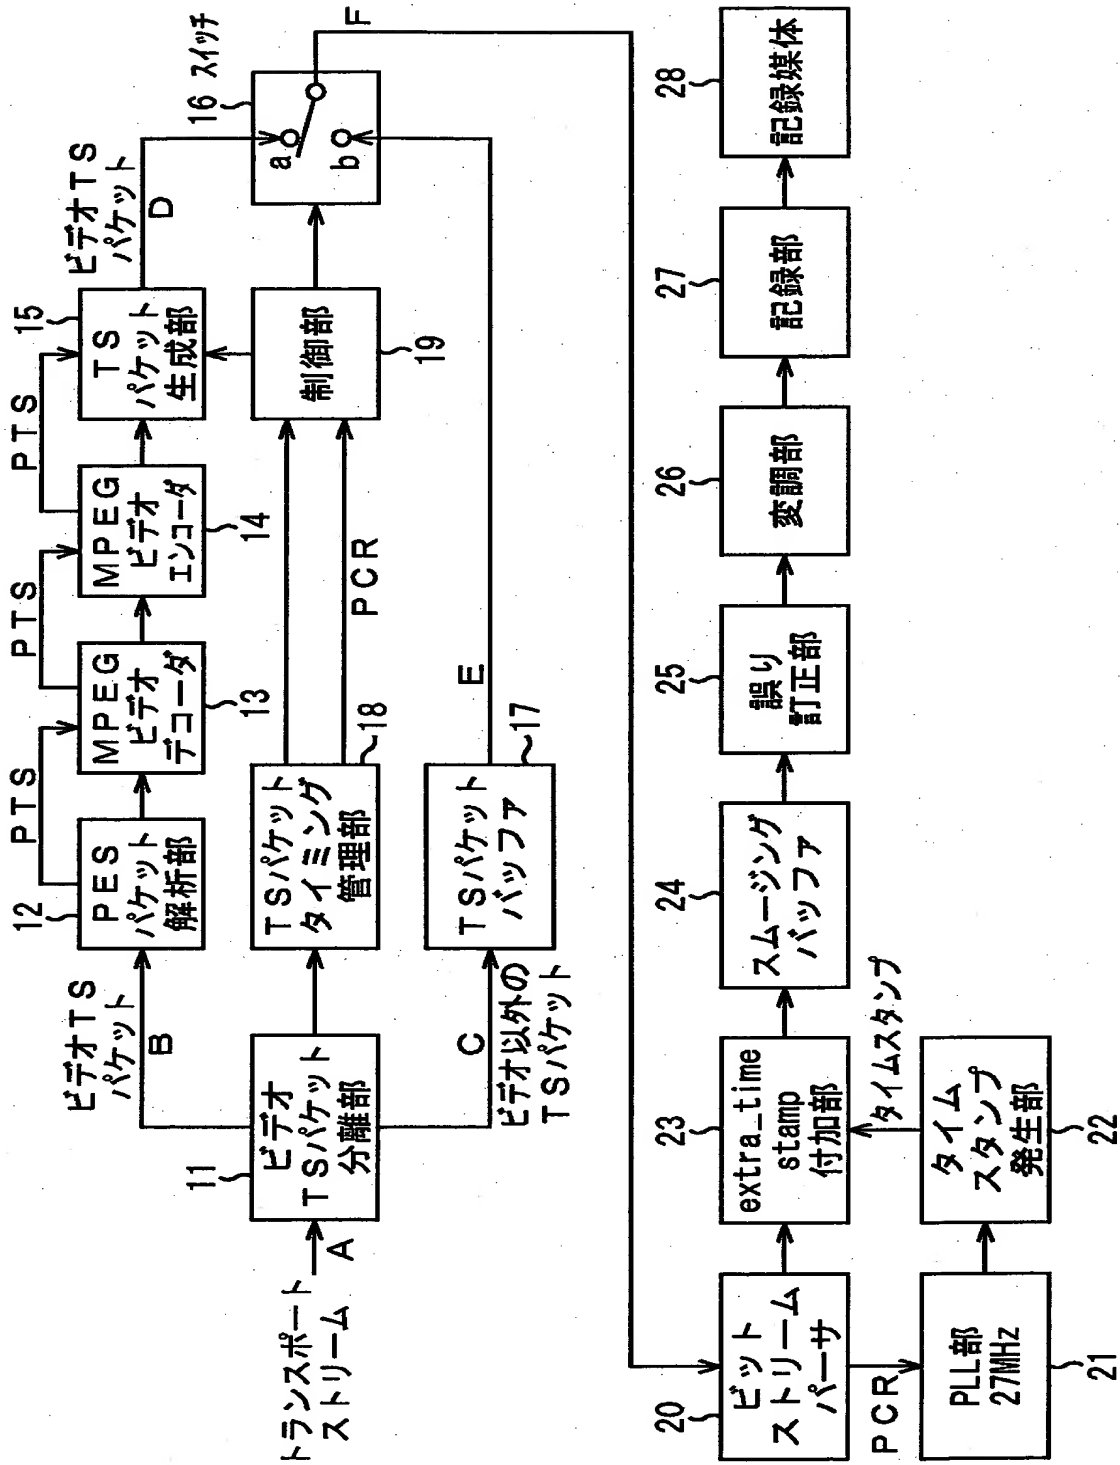 トランスポート
ストリーム
A
11
ビデオ
TSパケット
分離部
ビデオTS
パケット
B
12
PES
パケット
解析部
PTS
MPEG
ビデオ
デコーダ
13
PTS
MPEG
ビデオ
エンコーダ
14
PTS
15
TS
パケット
生成部
ビデオTS
パケット
D
16 スイッチ
a
b
F
TSパケット
タイミング
管理部
18
PCR
制御部
19
C
ビデオ以外の
TSパケット
TSパケット
バッファ
17
E
20
ビット
ストリーム
パーサ
PCR
PLL部
27MHz
21
23
extra_time
stamp
付加部
タイムスタンプ
タイム
スタンプ
発生部
22
24
スムージング
バッファ
25
誤り
訂正部
26
変調部
27
記録部
28
記録媒体